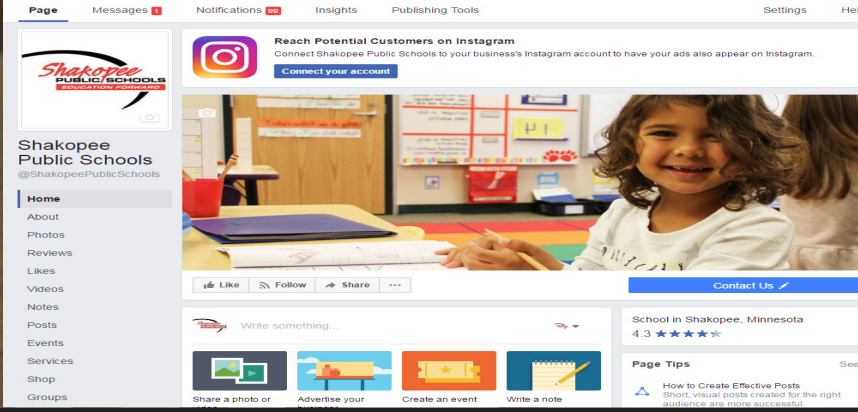 Page Messages 1 Notifications 99 Insights Publishing Tools Settings
Reach Potential Customers on Instagram
Connect Shakopee Public Schools to your business's Instagram account to have your ads also appear on Instagram.
Connect your account
Shakopee
PUBLIC SCHOOLS
EDUCATION FORWARD
Shakopee
Public Schools
@ShakopeePublicSchools
Home
About
Photos
Reviews
Likes
Videos
Notes
Posts
Events
Services
Shop
Groups
Like Follow Share ...
Contact Us
Write something...
Share a photo or
Advertise your
Create an event
Write a note
School in Shakopee, Minnesota
4.3
Page Tips See
How to Create Effective Posts
Short, visual posts created for the right
audience are more successful.